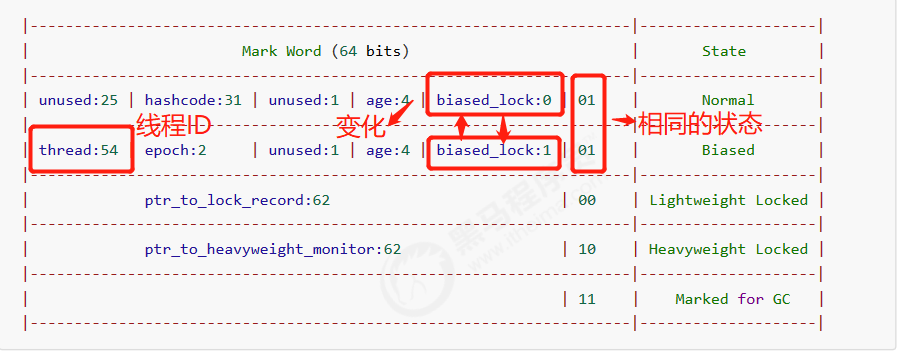 |--------------------------------------------------------------|--------------------|
| Mark Word (64 bits) | State |
|--------------------------------------------------------------|--------------------|
| unused:25 | hashcode:31 | unused:1 | age:4 | biased_lock:0 | 01 | Normal |
线程ID 变化 相同的状态
| thread:54 | epoch:2 | unused:1 | age:4 | biased_lock:1 | 01 | Biased |
|--------------------------------------------------------------|--------------------|
| ptr_to_lock_record:62 | 00 | Lightweight Locked |
|--------------------------------------------------------------|--------------------|
| ptr_to_heavyweight_monitor:62 | 10 | Heavyweight Locked |
|--------------------------------------------------------------|--------------------|
| | 11 | Marked for GC |
|--------------------------------------------------------------|--------------------|
黑马程序